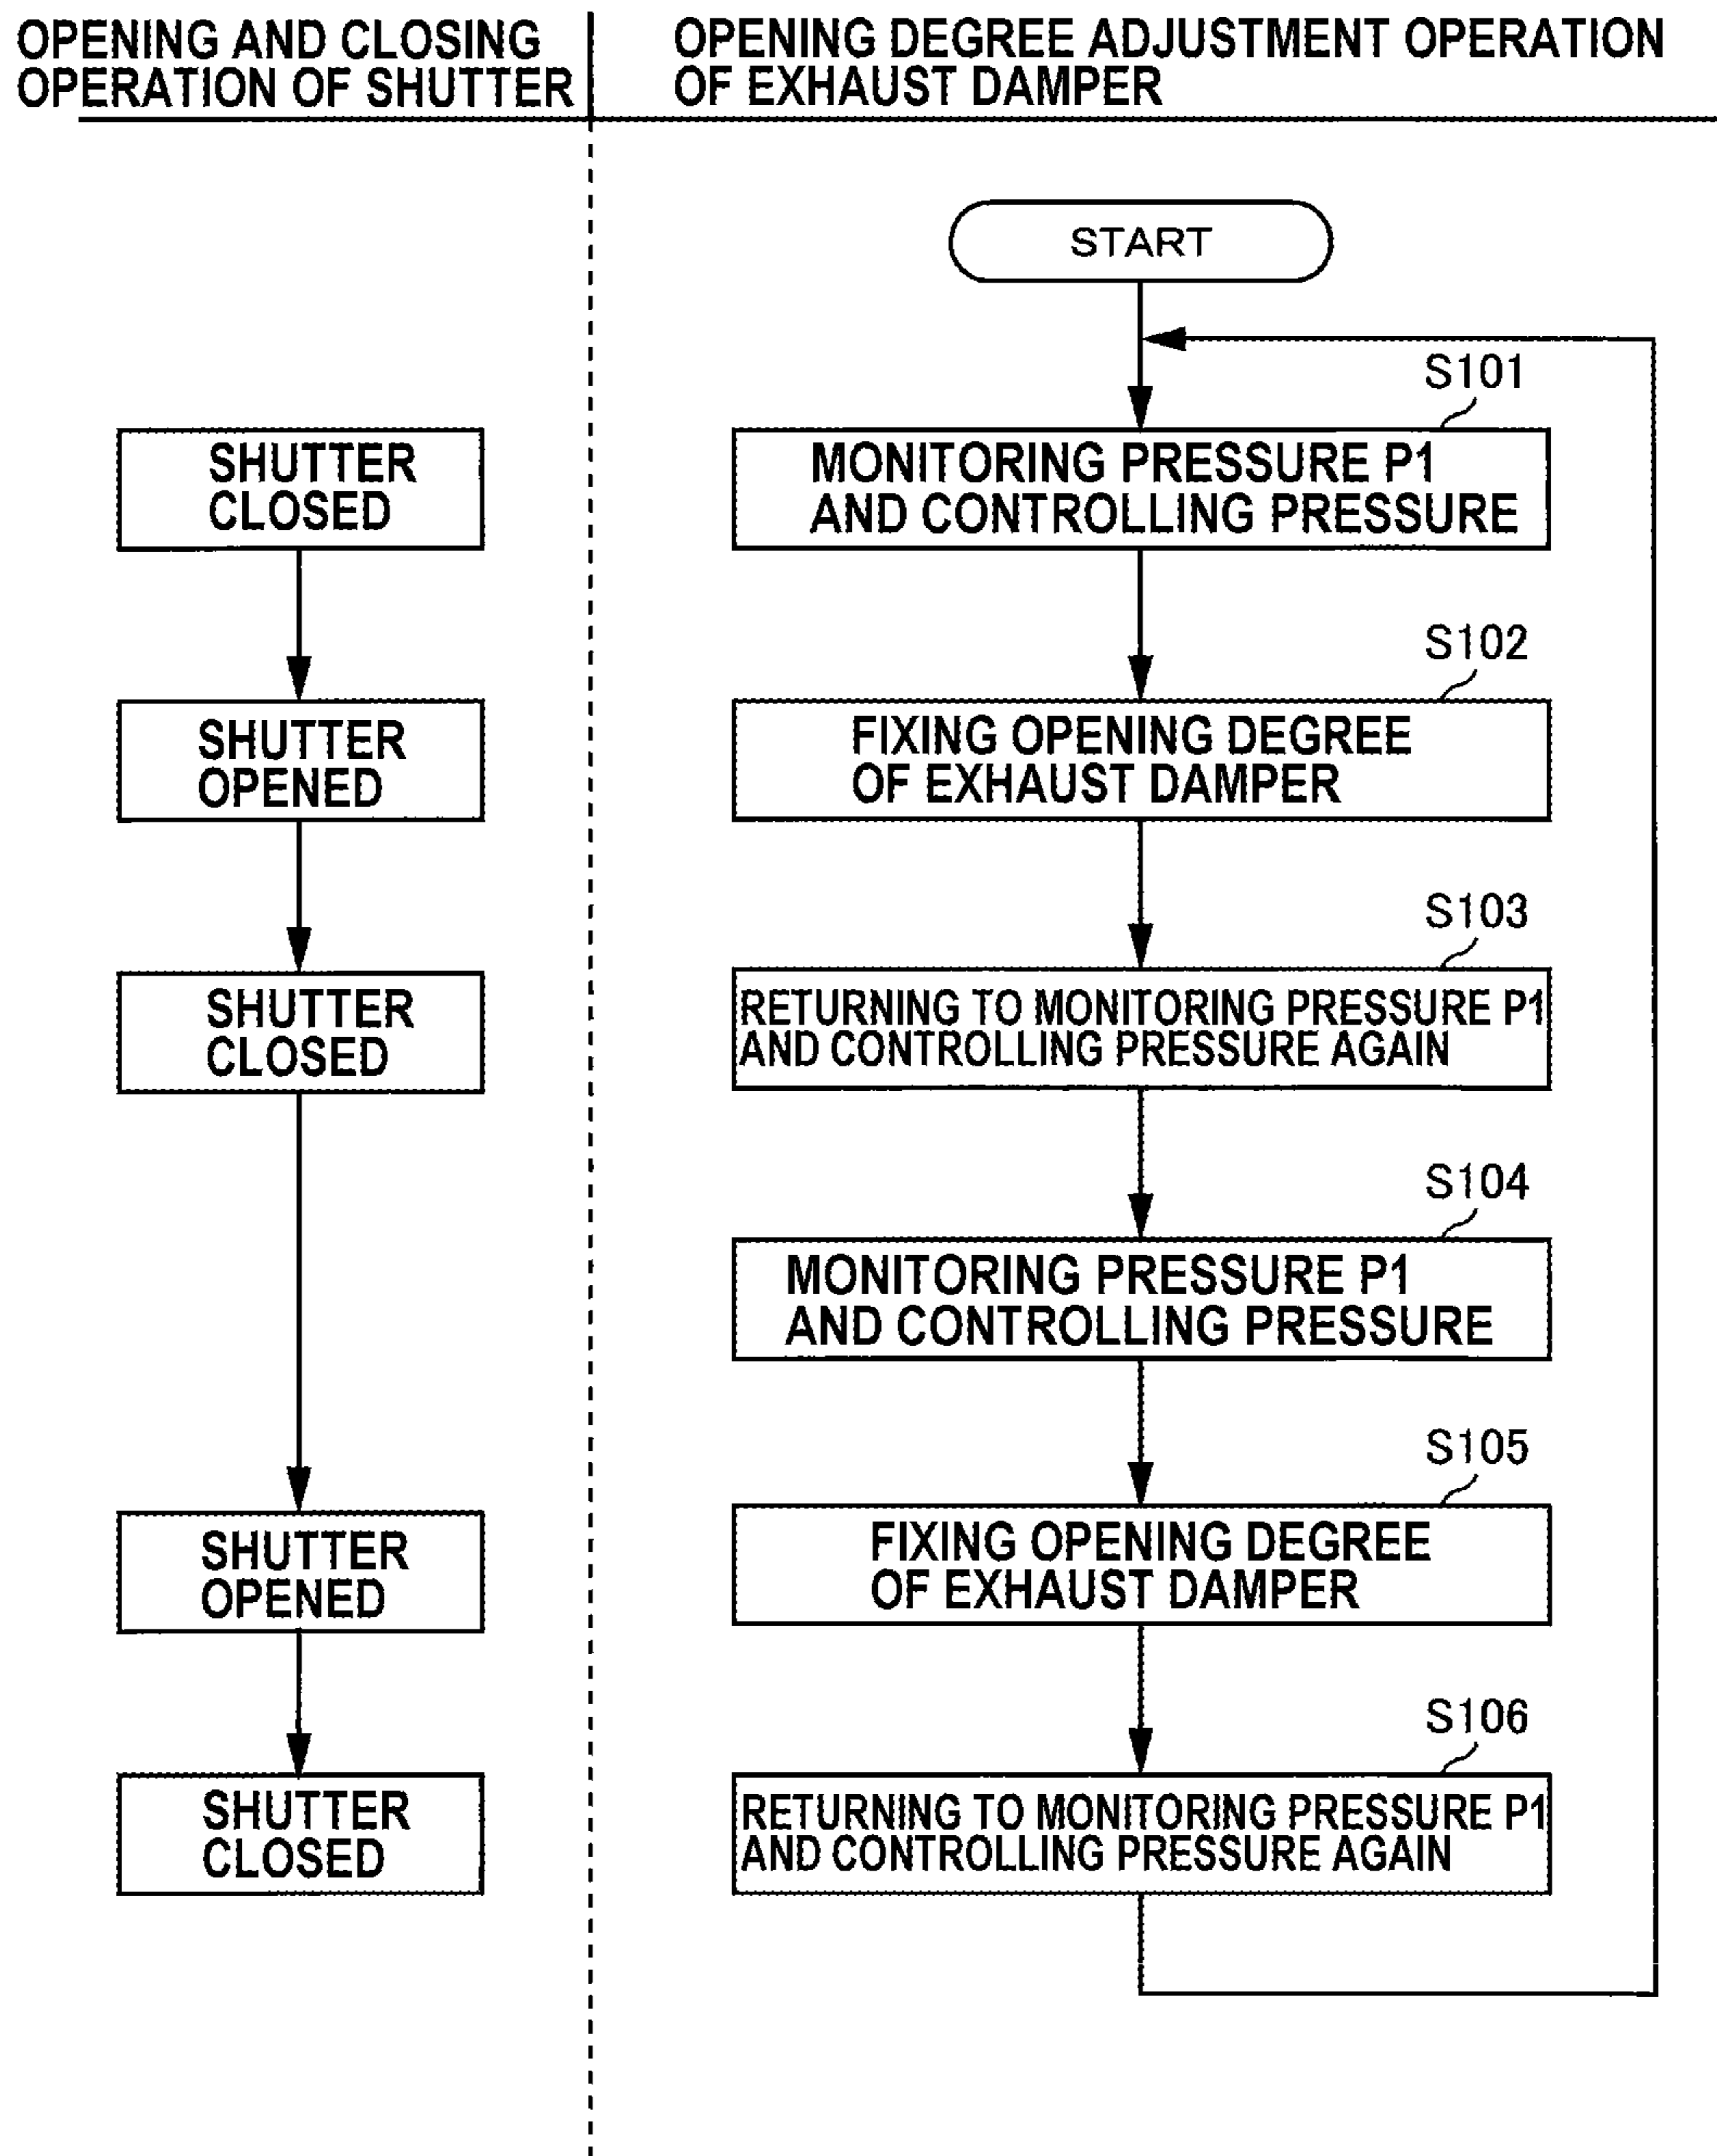 OPENING AND CLOSING
OPERATION OF SHUTTER
OPENING DEGREE ADJUSTMENT OPERATION
OF EXHAUST DAMPER
START
S101
SHUTTER
CLOSED
MONITORING PRESSURE P1
AND CONTROLLING PRESSURE
S102
SHUTTER
OPENED
FIXING OPENING DEGREE
OF EXHAUST DAMPER
S103
SHUTTER
CLOSED
RETURNING TO MONITORING PRESSURE P1
AND CONTROLLING PRESSURE AGAIN
S104
MONITORING PRESSURE P1
AND CONTROLLING PRESSURE
S105
SHUTTER
OPENED
FIXING OPENING DEGREE
OF EXHAUST DAMPER
S106
SHUTTER
CLOSED
RETURNING TO MONITORING PRESSURE P1
AND CONTROLLING PRESSURE AGAIN